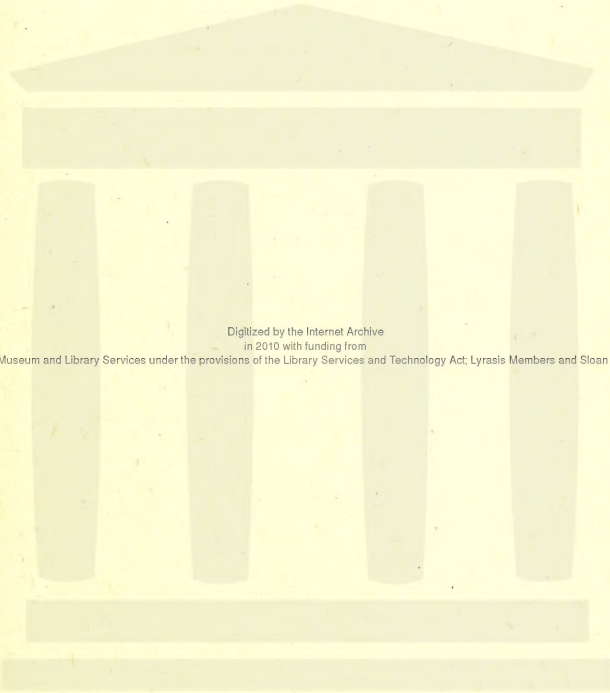 Digitized by the Internet Archive
in 2010 with funding from
Museum and Library Services under the provisions of the Library Services and Technology Act; Lyrasis Members and Sloan